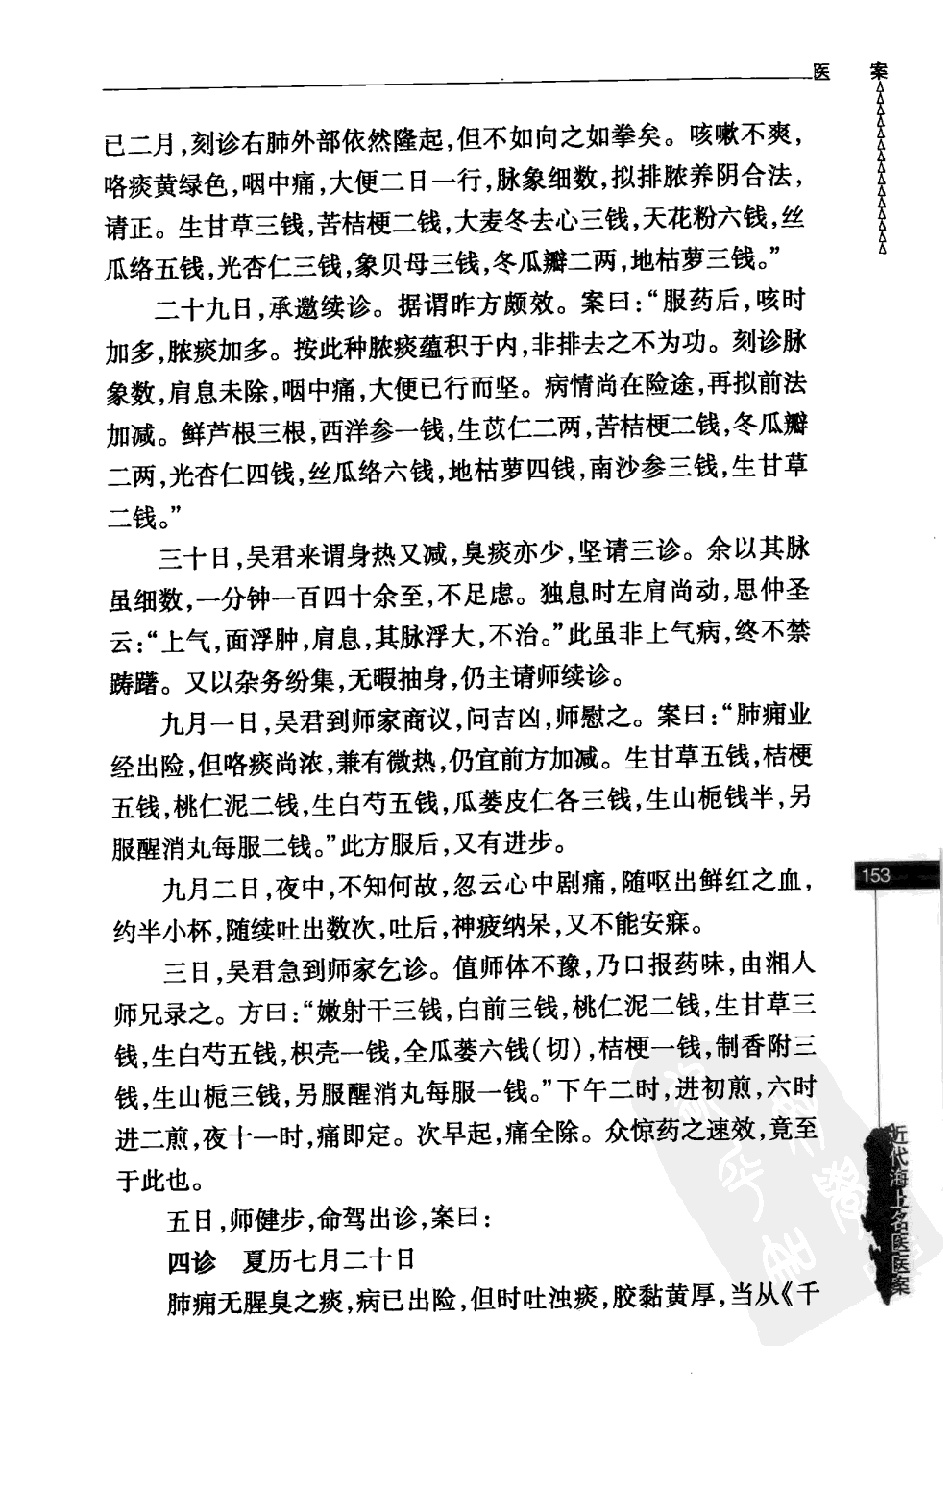 医 案
已二月,刻诊右肺外部依然隆起,但不如向之如拳矣。咳嗽不爽,
咯痰黄绿色,咽中痛,大便二日一行,脉象细数,拟排脓养阴合法,
请正。生甘草三钱,苦桔梗二钱,大麦冬去心三钱,天花粉六钱,丝
瓜络五钱,光杏仁三钱,象贝母三钱,冬瓜瓣二两,地枯萝三钱。”
二十九日,承邀续诊。据谓昨方颇效。案曰:“服药后,咳时
加多,脓痰加多。按此种脓痰蕴积于内,非排去之不为功。刻诊脉
象数,肩息未除,咽中痛,大便已行而坚。病情尚在险途,再拟前法
加减。鲜芦根三根,西洋参一钱,生苡仁二两,苦桔梗二钱,冬瓜瓣
二两,光杏仁四钱,丝瓜络六钱,地枯萝四钱,南沙参三钱,生甘草
二钱。”
三十日,吴君来谓身热又减,臭痰亦少,坚请三诊。余以其脉
虽细数,一分钟一百四十余至,不足虑。独息时左肩尚动,思仲圣
云:“上气,面浮肿,肩息,其脉浮大,不治。”此虽非上气病,终不禁
踌躇。又以杂务纷集,无暇抽身,仍主请师续诊。
九月一日,吴君到师家商议,问吉凶,师慰之。案曰:“肺痈业
经出险,但咯痰尚浓,兼有微热,仍宜前方加减。生甘草五钱,桔梗
五钱,桃仁泥二钱,生白芍五钱,瓜蒌皮仁各三钱,生山栀钱半,另
服醒消丸每服二钱。”此方服后,又有进步。
九月二日,夜中,不知何故,忽云心中剧痛,随呕出鲜红之血,
约半小杯,随续吐出数次,吐后,神疲纳呆,又不能安寐。
三日,吴君急到师家乞诊。值师体不豫,乃口报药味,由湘人
师兄录之。方曰:“嫩射干三钱,白前三钱,桃仁泥二钱,生甘草三
钱,生白芍五钱,枳壳一钱,全瓜蒌六钱(切),桔梗一钱,制香附三
钱,生山栀三钱,另服醒消丸每服一钱。”下午二时,进初煎,六时
进二煎,夜十一时,痛即定。次早起,痛全除。众惊药之速效,竟至
于此也。
五日,师健步,命驾出诊,案曰:
四诊 夏历七月二十日
肺痈无腥臭之痰,病已出险,但时吐浊痰,胶黏黄厚,当从《千
153
近代海上名医医案